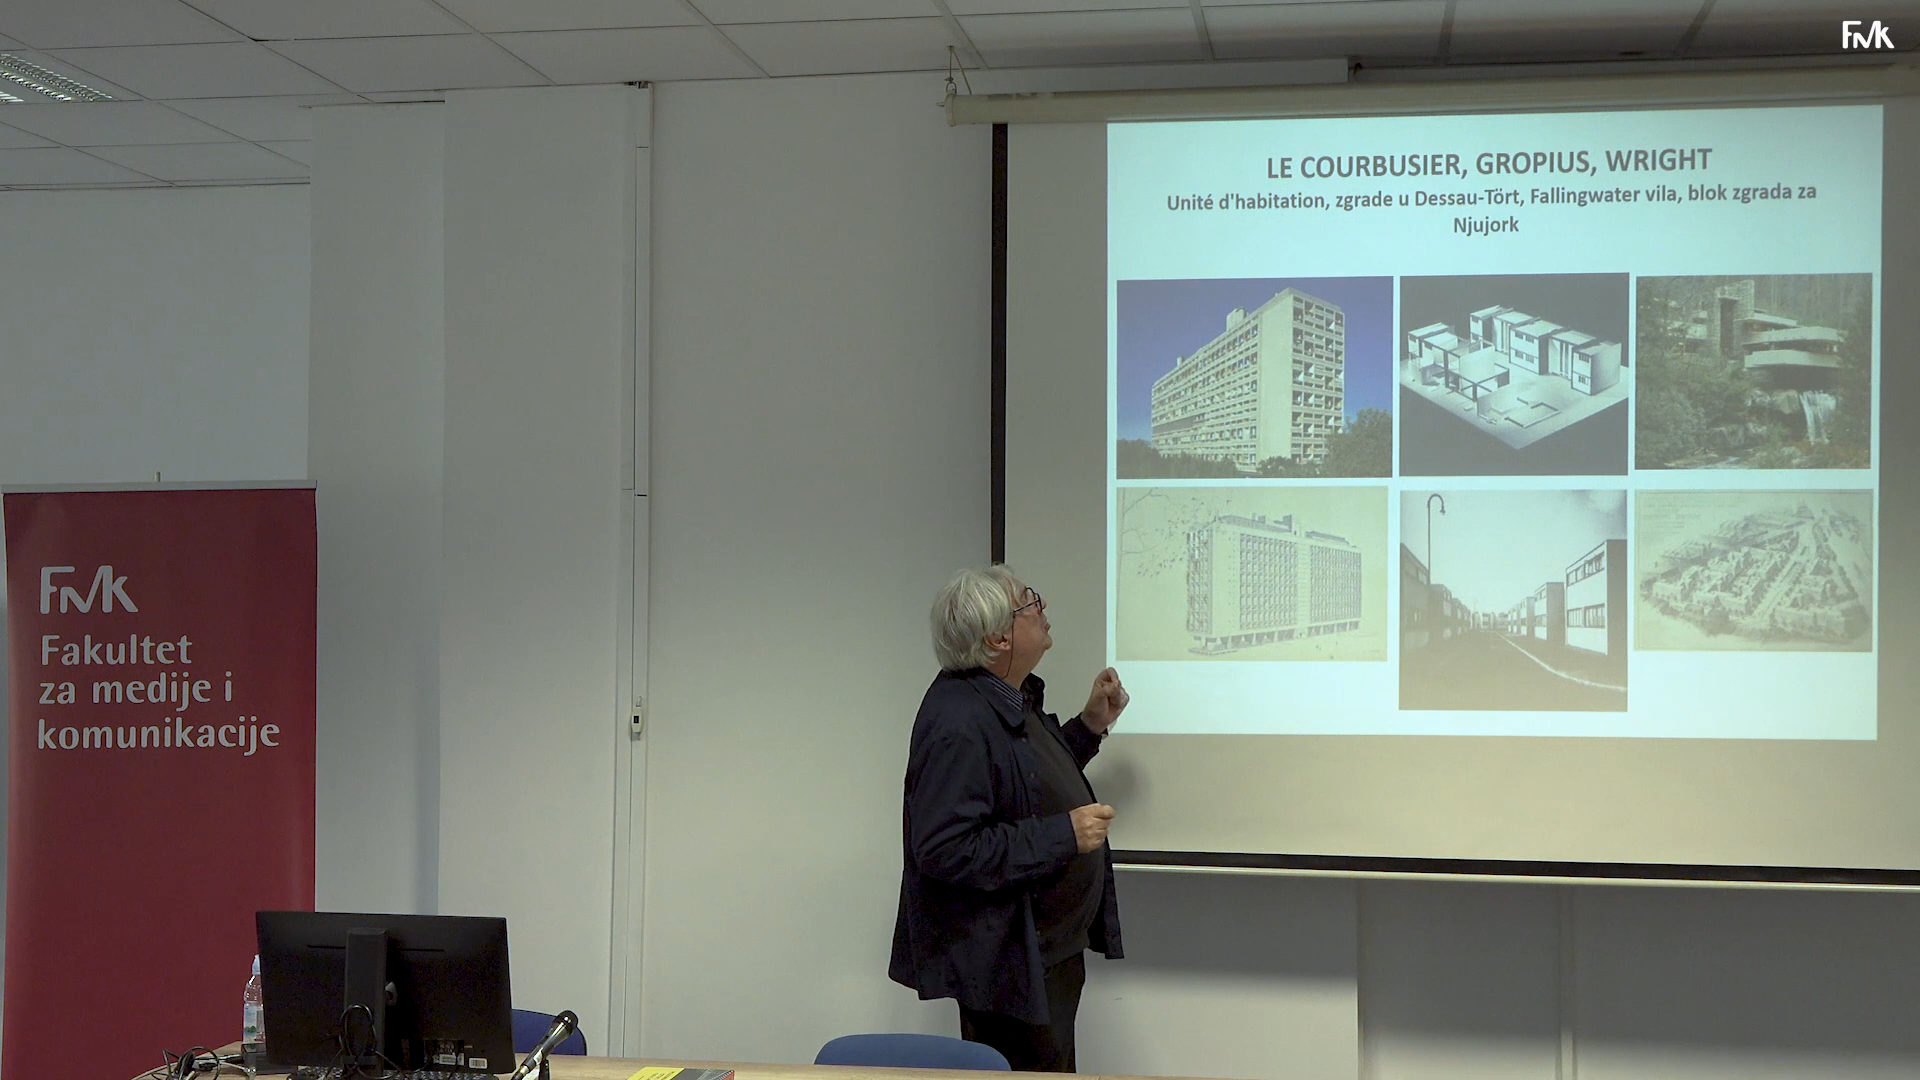 FMK
LE COURBUSIER, GROPIUS, WRIGHT
Unité d'habitation, zgrade u Dessau-Tört, Fallingwater vila, blok zgrada za
Njujork
FMK
Fakultet
za medije i
komunikacije